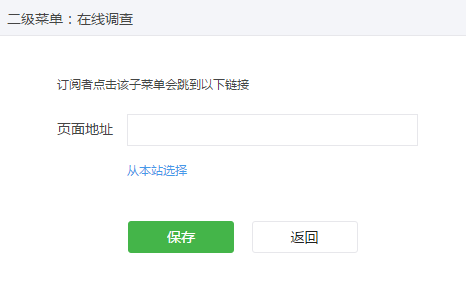 二级菜单：在线调查
订阅者点击该子菜单会跳到以下链接
页面地址
从本站选择
保存 返回